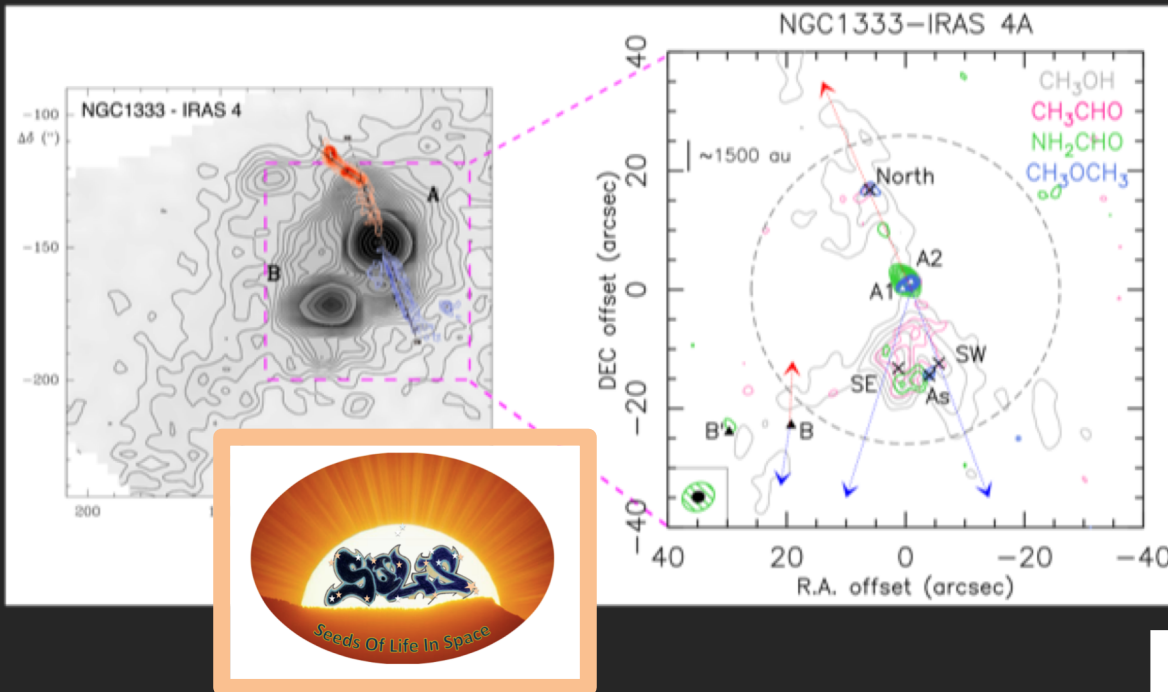 NGC1333-IRAS 4A
NGC1333 - IRAS 4
-100
Δδ (")
-150
-200
200
A
B
40
20
0
-20
-40
DEC offset (arcsec)
~1500 au
CH₃OH
CH₃CHO
NH₂CHO
CH₃OCH₃
North
A2
A1
SW
SE
As
B'
B
40
20
0
-20
-40
R.A. offset (arcsec)
SOLIS
Seeds Of Life In Space